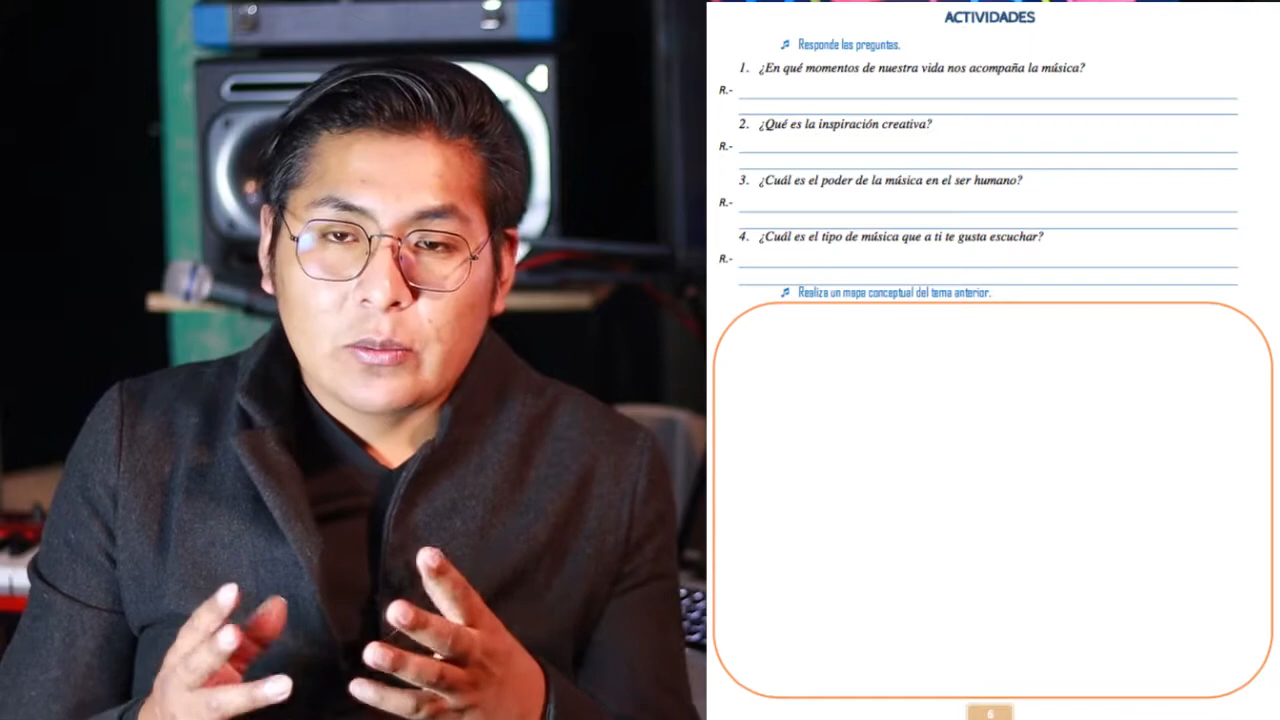 ACTIVIDADES
Responde las preguntas.
1. ¿En qué momentos de nuestra vida nos acompaña la música?
R.-
2. ¿Qué es la inspiración creativa?
R.-
3. ¿Cuál es el poder de la música en el ser humano?
R.-
4. ¿Cuál es el tipo de música que a ti te gusta escuchar?
R.-
Realiza un mapa conceptual del tema anterior.
6